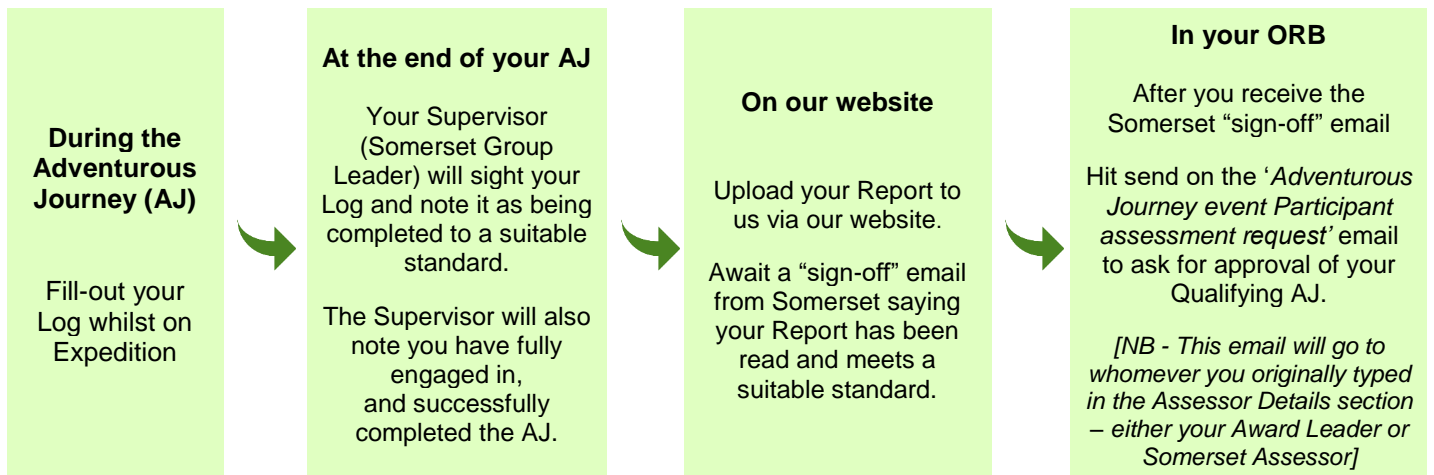 During the
Adventurous
Journey (AJ)
Fill-out your
Log whilst on
Expedition
At the end of your AJ
Your Supervisor
(Somerset Group
Leader) will sight your
Log and note it as being
completed to a suitable
standard.
The Supervisor will also
note you have fully
engaged in,
and successfully
completed the AJ.
On our website
Upload your Report to
us via our website.
Await a “sign-off” email
from Somerset saying
your Report has been
read and meets a
suitable standard.
In your ORB
After you receive the
Somerset “sign-off” email
Hit send on the ‘Adventurous
Journey event Participant
assessment request’ email
to ask for approval of your
Qualifying AJ.
[NB - This email will go to
whomever you originally typed
in the Assessor Details section
– either your Award Leader or
Somerset Assessor]